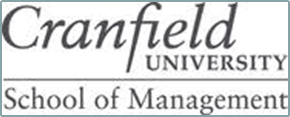 Cranfield
UNIVERSITY
School of Management